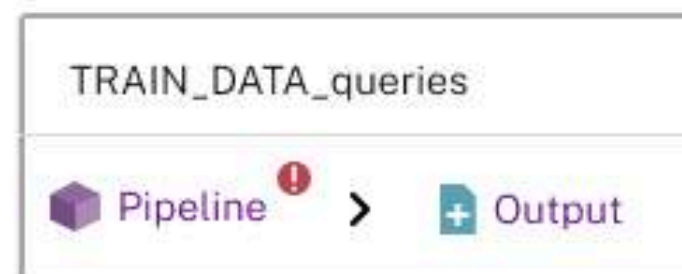 TRAIN_DATA_queries
Pipeline ! > + Output